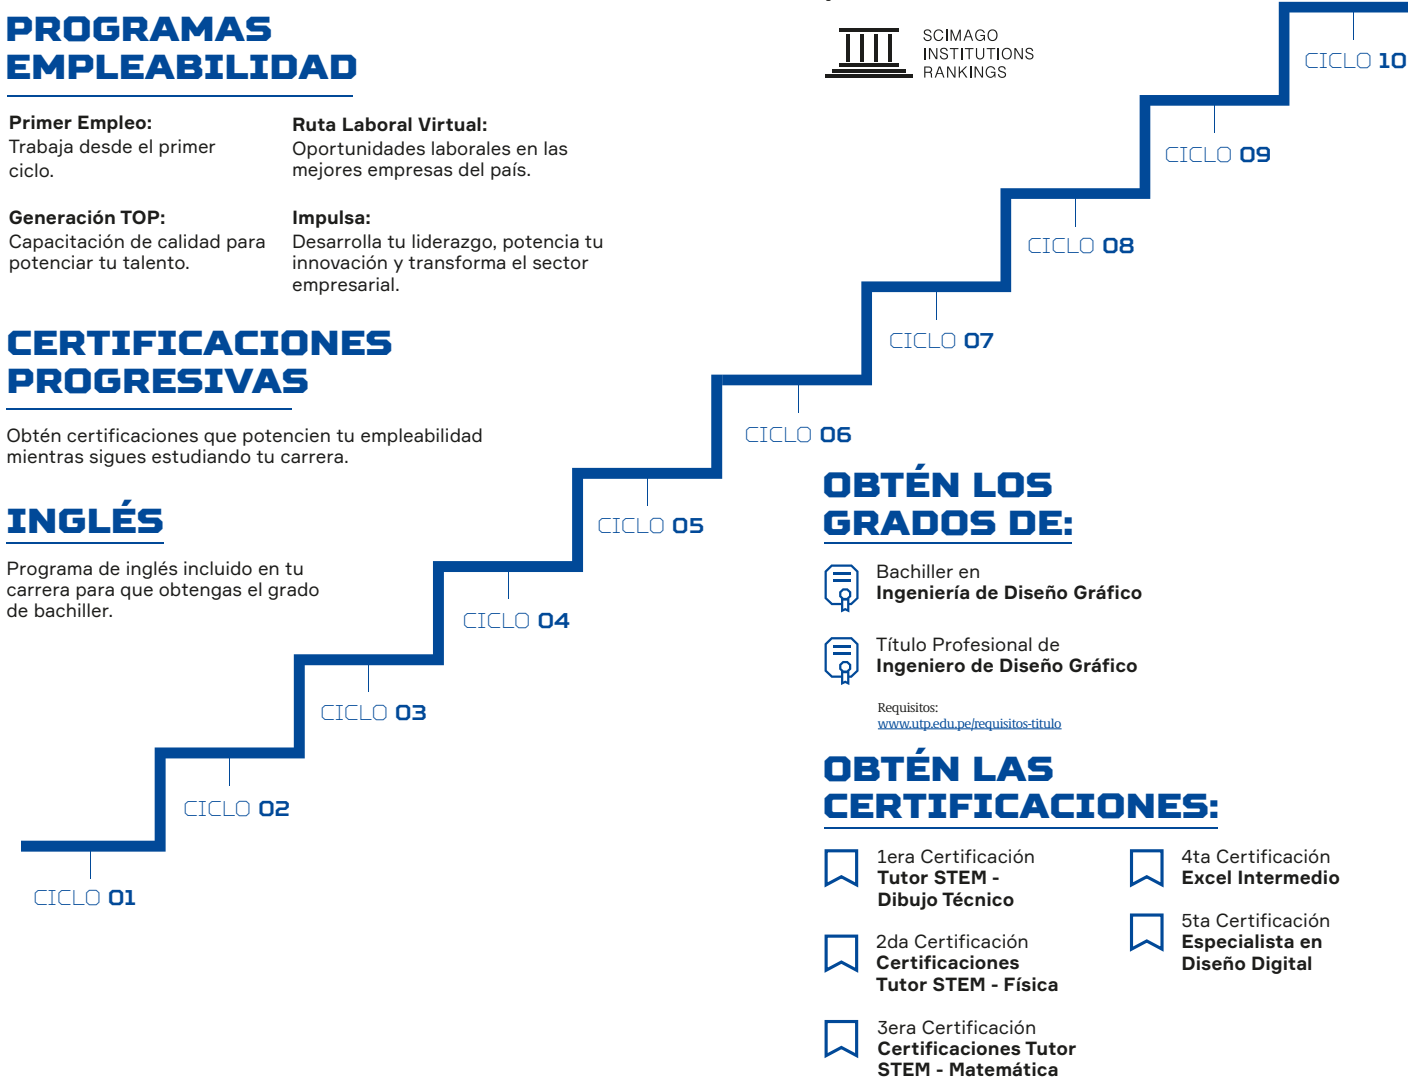 PROGRAMAS
EMPLEABILIDAD
Primer Empleo:
Trabaja desde el primer
ciclo.
Ruta Laboral Virtual:
Oportunidades laborales en las
mejores empresas del país.
Generación TOP:
Capacitación de calidad para
potenciar tu talento.
Impulsa:
Desarrolla tu liderazgo, potencia tu
innovación y transforma el sector
empresarial.
CERTIFICACIONES
PROGRESIVAS
Obtén certificaciones que potencien tu empleabilidad
mientras sigues estudiando tu carrera.
INGLÉS
Programa de inglés incluido en tu
carrera para que obtengas el grado
de bachiller.
CICLO 01
CICLO 02
CICLO 03
CICLO 04
CICLO 05
CICLO 06
CICLO 07
CICLO 08
CICLO 09
CICLO 10
SCIMAGO
INSTITUTIONS
RANKINGS
OBTÉN LOS
GRADOS DE:
Bachiller en
Ingeniería de Diseño Gráfico
Título Profesional de
Ingeniero de Diseño Gráfico
Requisitos:
www.utp.edu.pe/requisitos-titulo
OBTÉN LAS
CERTIFICACIONES:
1era Certificación
Tutor STEM -
Dibujo Técnico
2da Certificación
Certificaciones
Tutor STEM - Física
3era Certificación
Certificaciones Tutor
STEM - Matemática
4ta Certificación
Excel Intermedio
5ta Certificación
Especialista en
Diseño Digital